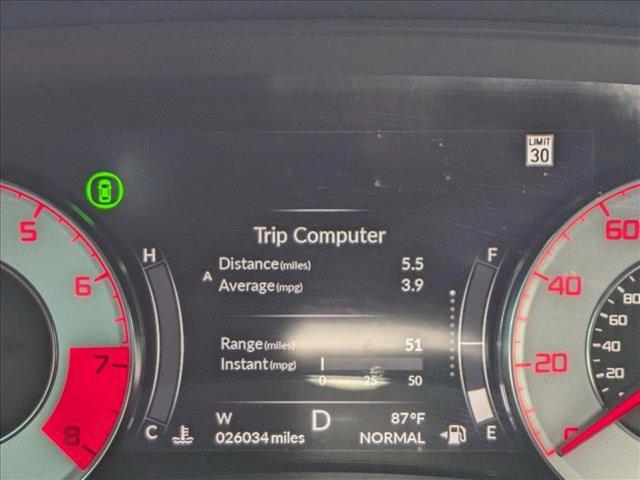 LIMIT
30
Trip Computer
A
Distance(miles) 5.5
Average(mpg) 3.9
Range(miles) 51
Instant(mpg)
0 25 50
W D 87°F
026034 miles NORMAL
H
C
F
E
5
6
7
8
60
40
20
80
60
40
20